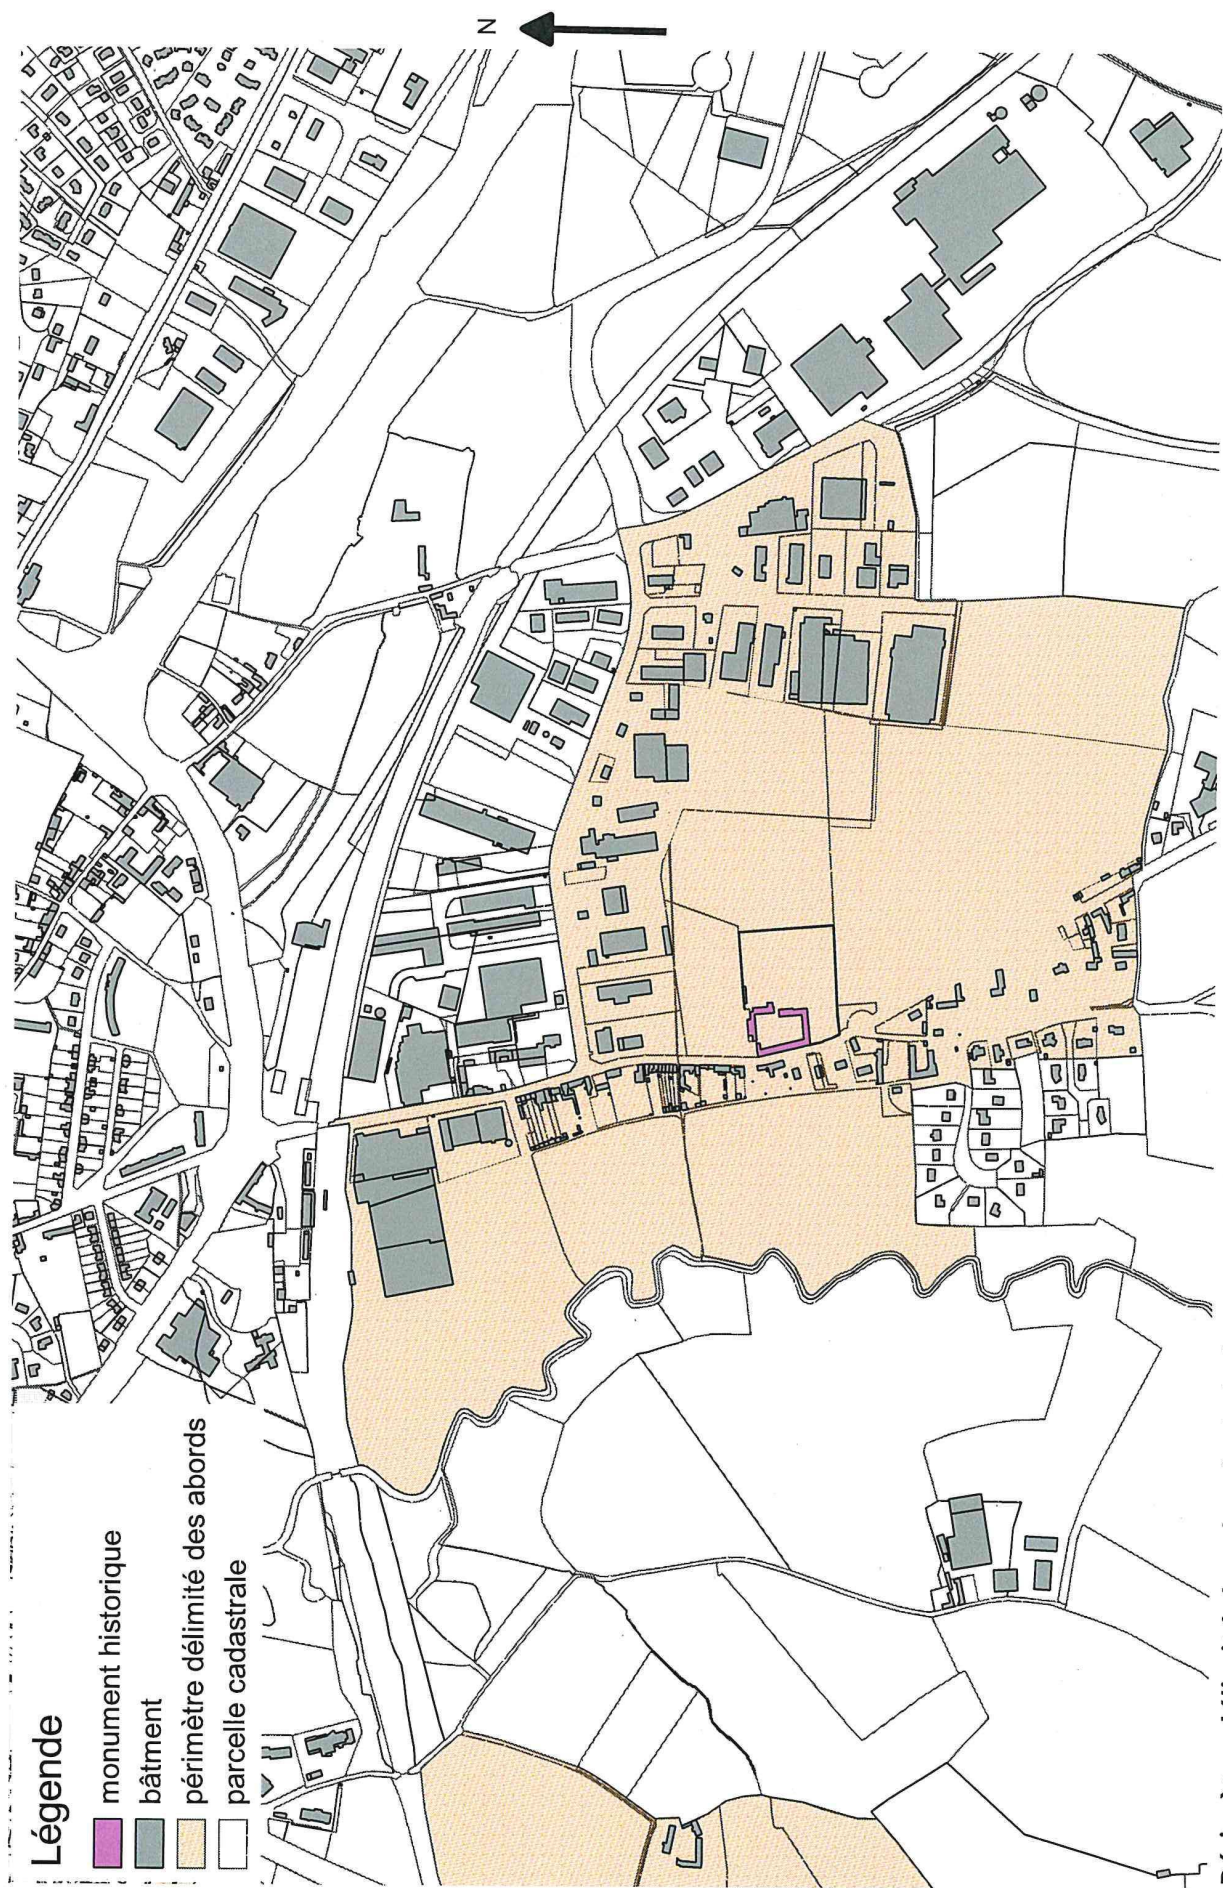 Légende
monument historique
bâtment
périmètre délimité des abords
parcelle cadastrale
N